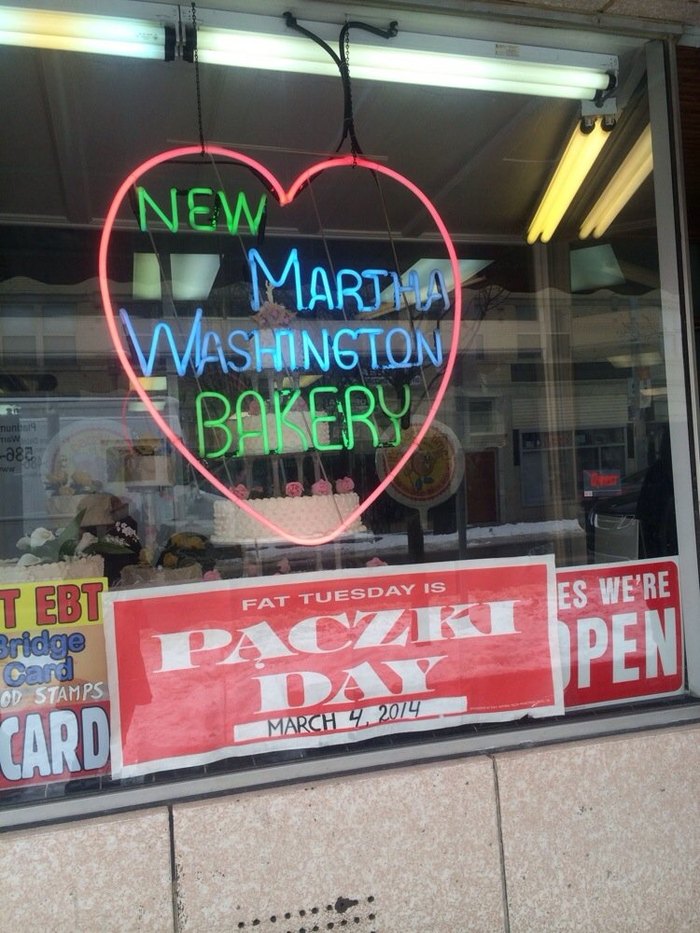 NEW
MARTHA
WASHINGTON
BAKERY
T EBT
Bridge
Card
OD STAMPS
CARD
FAT TUESDAY IS
PĄCZKI
DAY
MARCH 4, 2014
ES WE'RE
OPEN